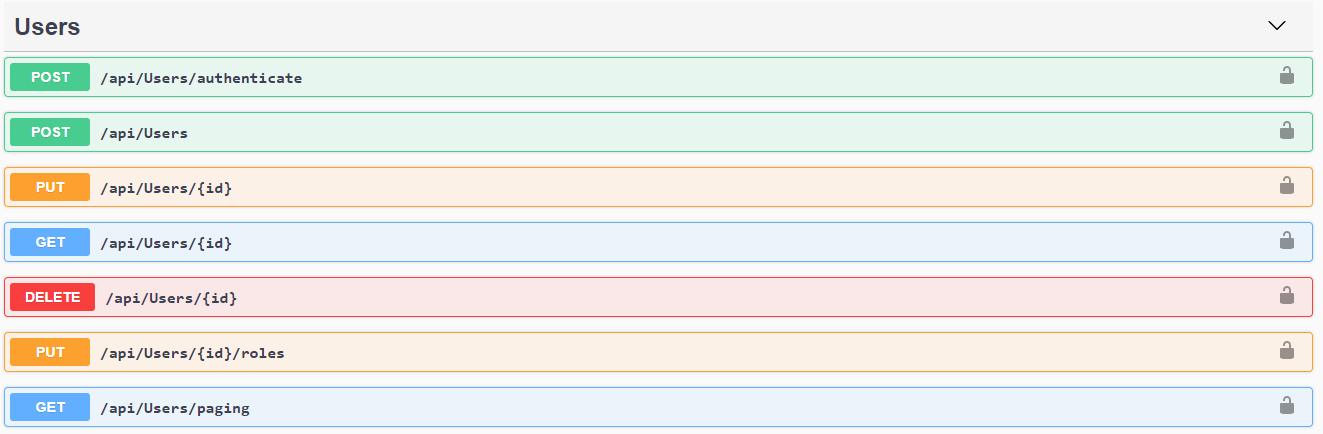 Users
POST /api/Users/authenticate
POST /api/Users
PUT /api/Users/{id}
GET /api/Users/{id}
DELETE /api/Users/{id}
PUT /api/Users/{id}/roles
GET /api/Users/paging